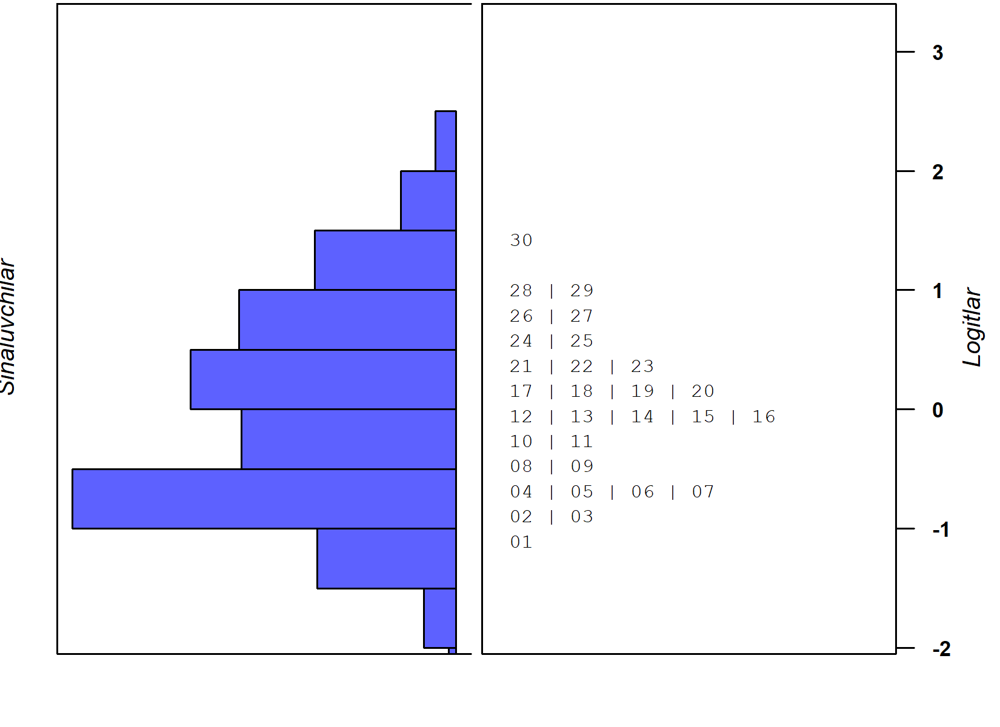 Sinaluvchilar
30
28 | 29
26 | 27
24 | 25
21 | 22 | 23
17 | 18 | 19 | 20
12 | 13 | 14 | 15 | 16
10 | 11
08 | 09
04 | 05 | 06 | 07
02 | 03
01
3
2
1
0
-1
-2
Logitlar